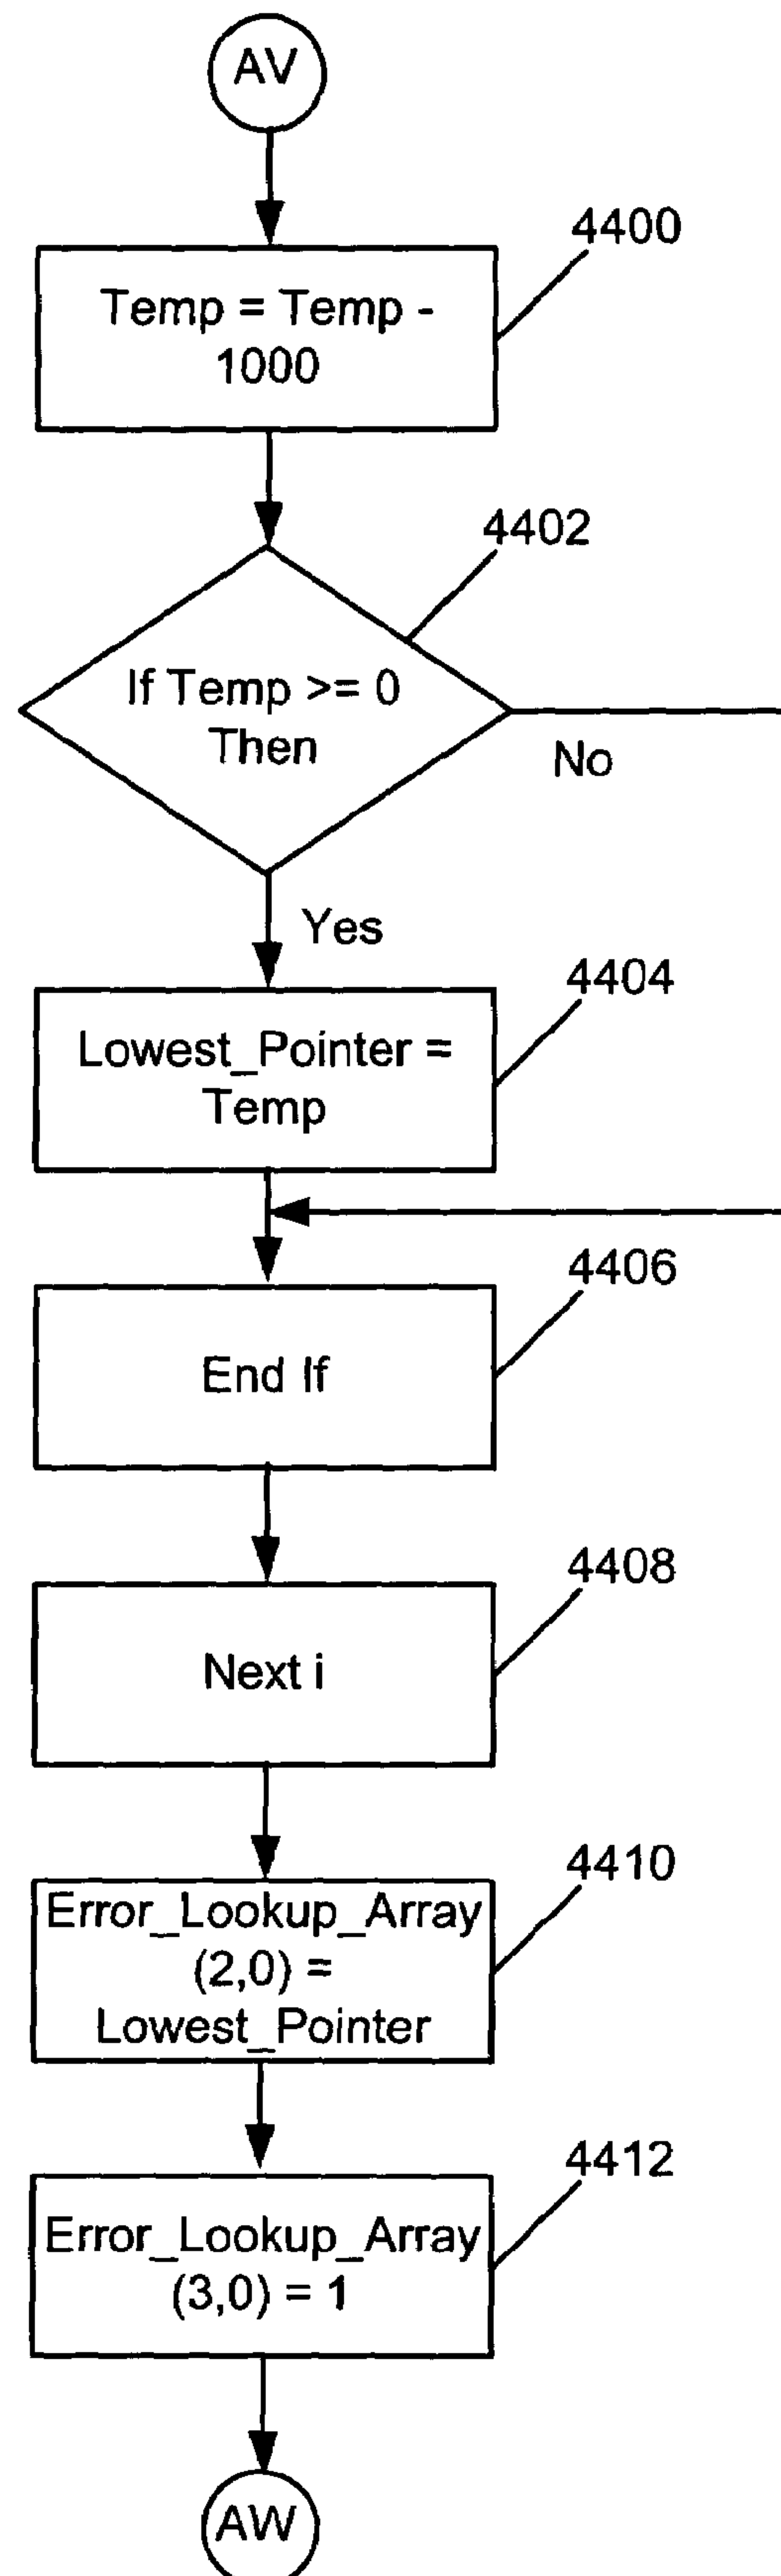 AV
4400
Temp = Temp -
1000
4402
If Temp >= 0
Then
No
Yes
4404
Lowest_Pointer =
Temp
4406
End If
4408
Next i
4410
Error_Lookup_Array
(2,0) =
Lowest_Pointer
4412
Error_Lookup_Array
(3,0) = 1
AW